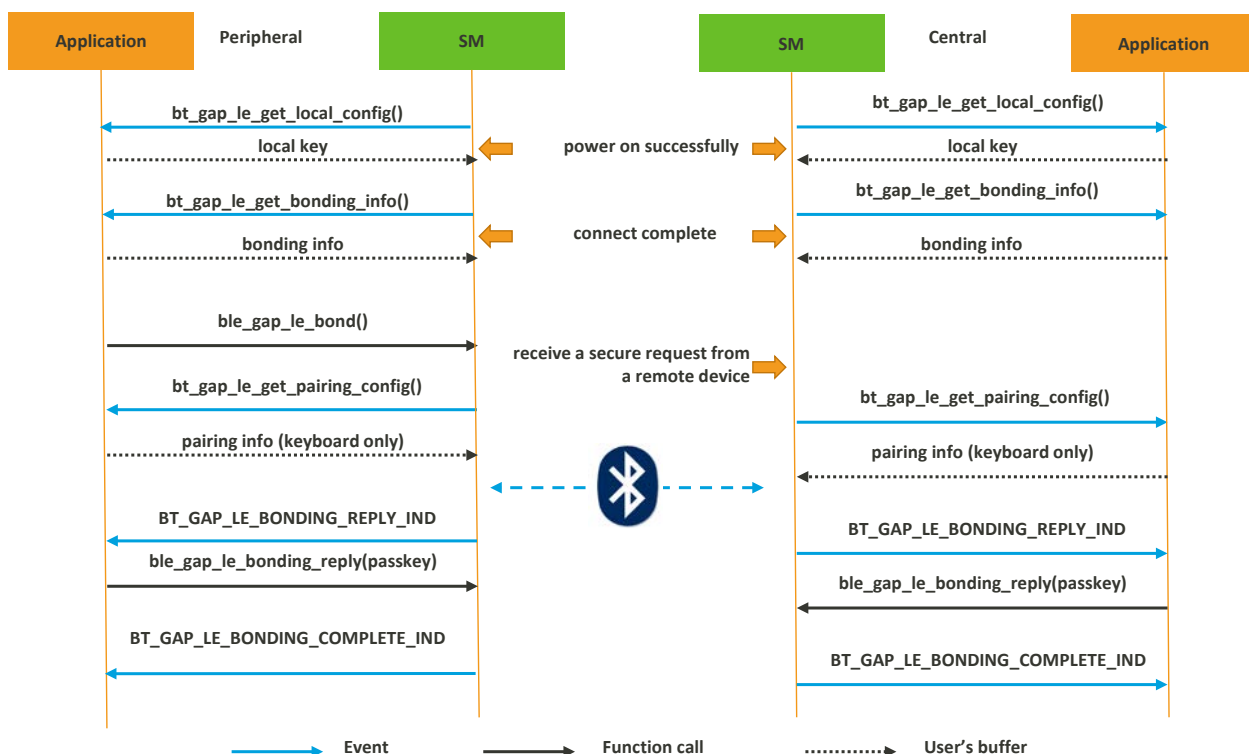 Application
Peripheral
SM
SM
Central
Application
bt_gap_le_get_local_config()
bt_gap_le_get_local_config()
local key
power on successfully
local key
bt_gap_le_get_bonding_info()
bt_gap_le_get_bonding_info()
connect complete
bonding info
bonding info
ble_gap_le_bond()
receive a secure request from
a remote device
bt_gap_le_get_pairing_config()
bt_gap_le_get_pairing_config()
pairing info (keyboard only)
pairing info (keyboard only)
BT_GAP_LE_BONDING_REPLY_IND
BT_GAP_LE_BONDING_REPLY_IND
ble_gap_le_bonding_reply(passkey)
ble_gap_le_bonding_reply(passkey)
BT_GAP_LE_BONDING_COMPLETE_IND
BT_GAP_LE_BONDING_COMPLETE_IND
Event
Function call
User's buffer